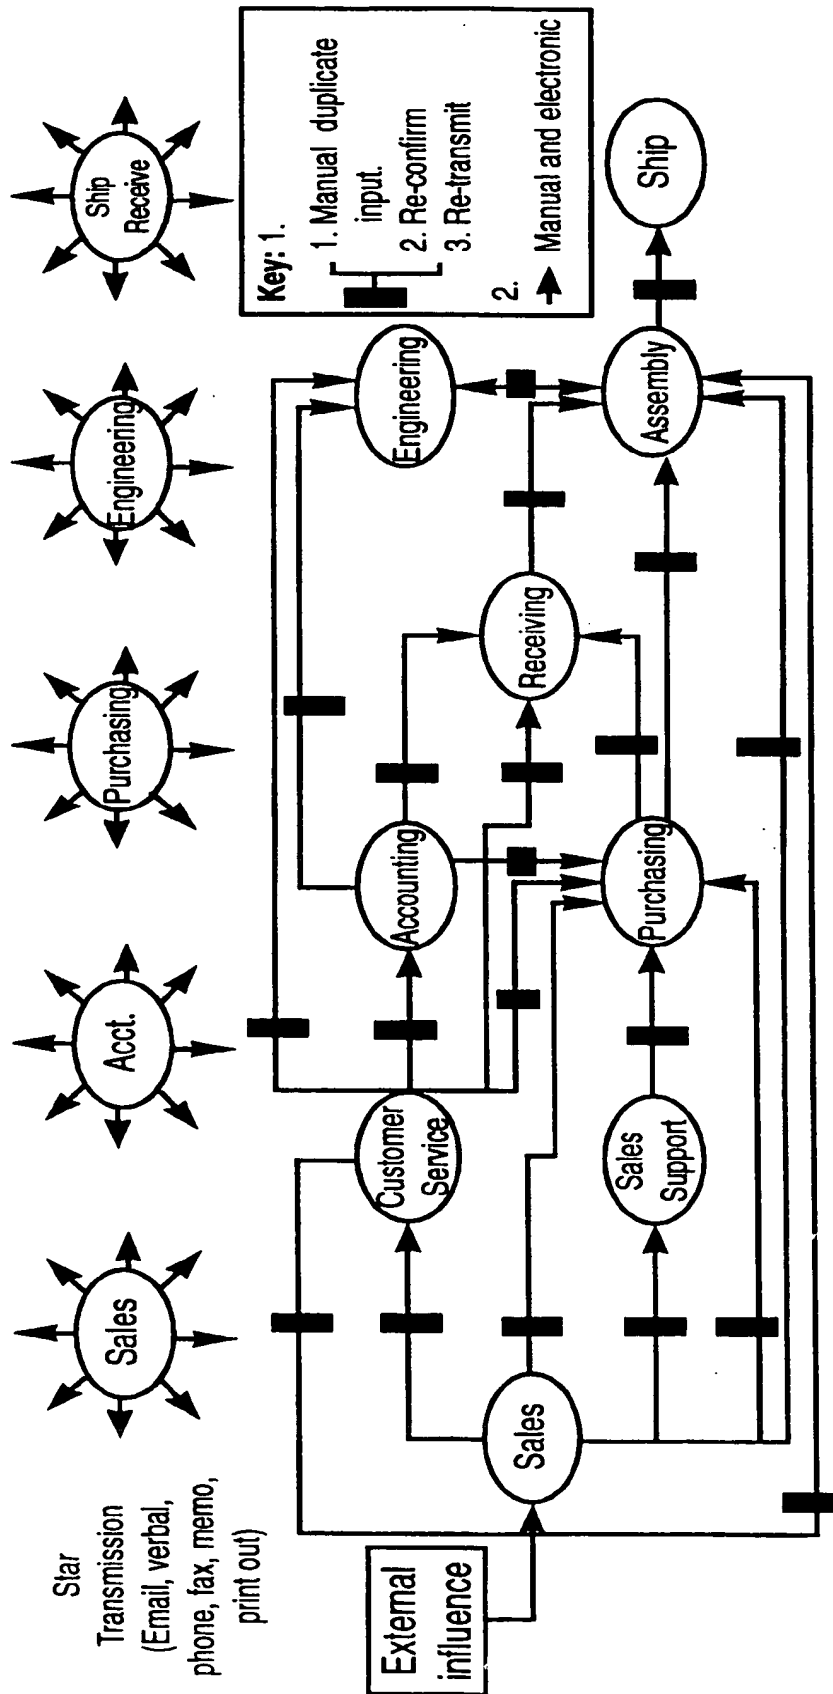 Star
Transmission
(Email, verbal,
phone, fax, memo,
print out)
Sales
Acct.
Purchasing
Engineering
Ship
Receive
External
influence
Sales
Customer
Service
Sales
Support
Accounting
Purchasing
Receiving
Engineering
Assembly
Ship
Key: 1.
1. Manual duplicate
input.
2. Re-confirm
3. Re-transmit
2.
Manual and electronic